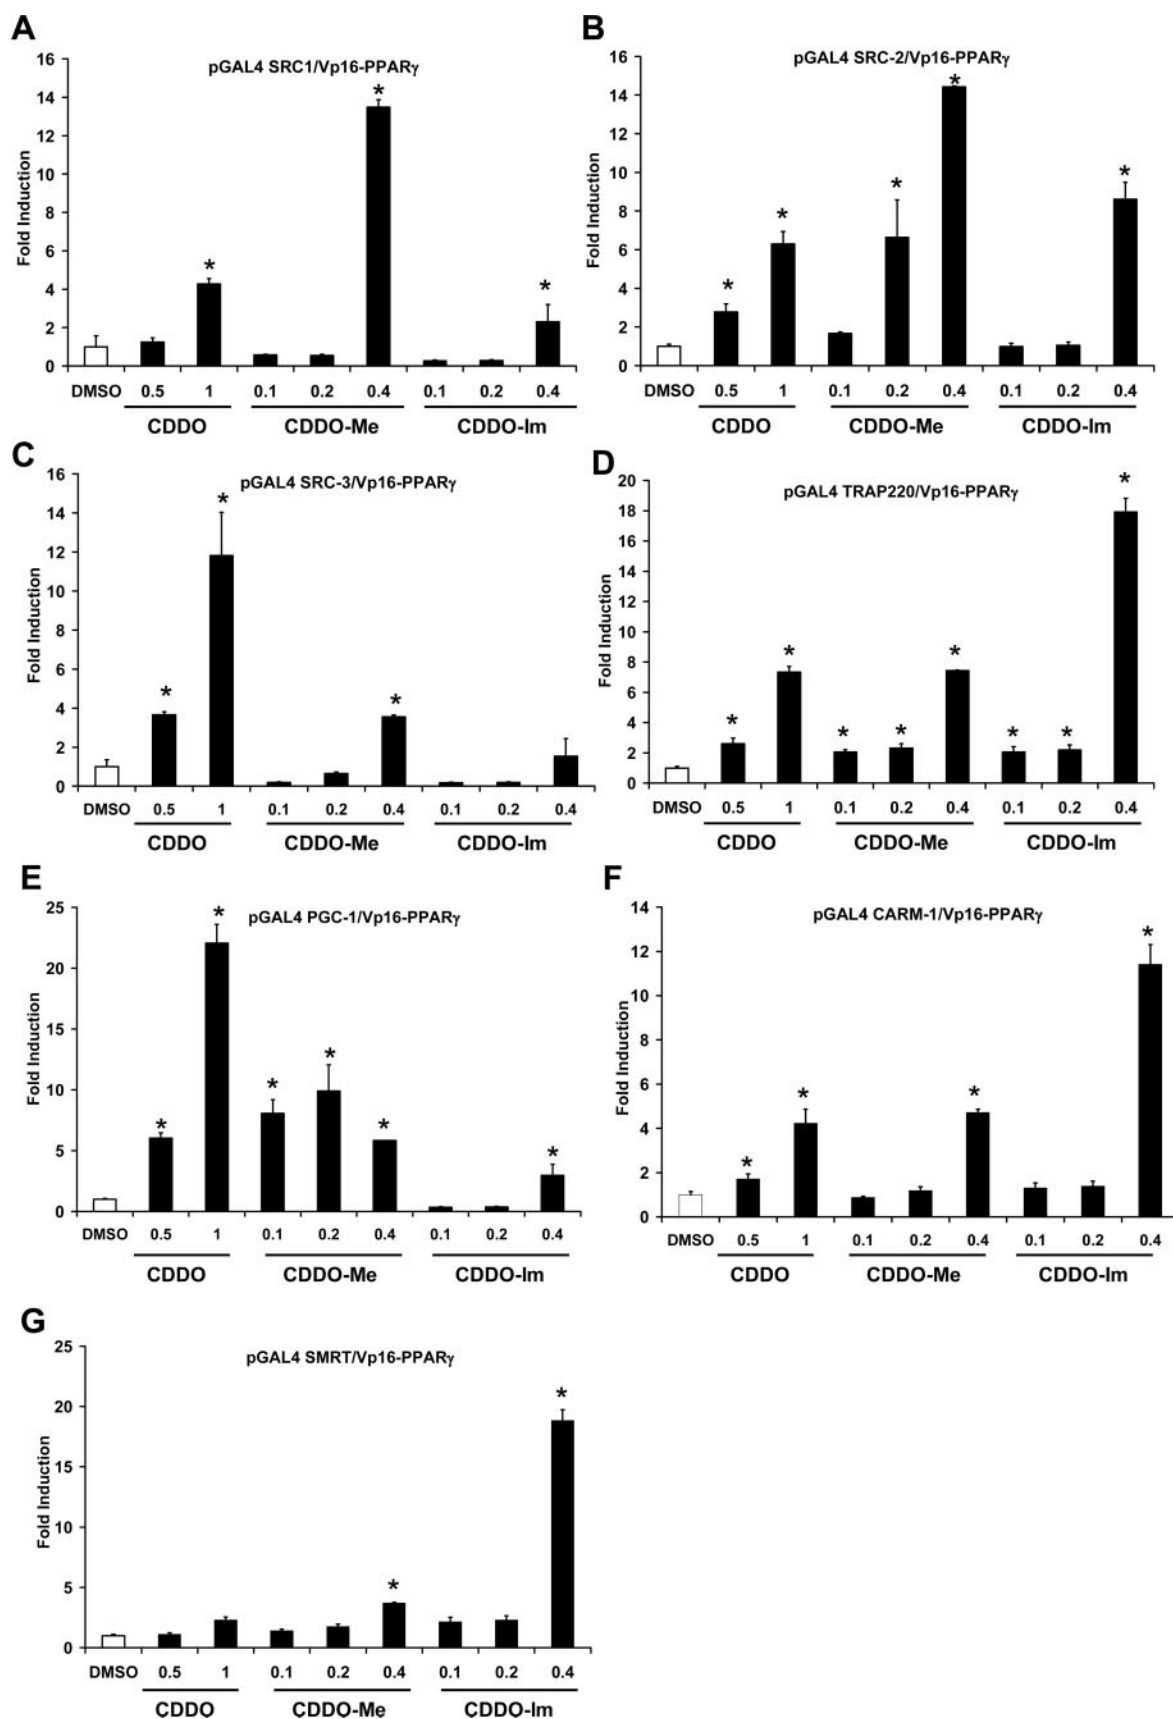 A
pGAL4 SRC1/Vp16-PPARγ
Fold Induction
16
14
12
10
8
6
4
2
0
* * *
DMSO 0.5 1 0.1 0.2 0.4 0.1 0.2 0.4
CDDO CDDO-Me CDDO-Im
B
pGAL4 SRC-2/Vp16-PPARγ
Fold Induction
16
14
12
10
8
6
4
2
0
* * * * *
DMSO 0.5 1 0.1 0.2 0.4 0.1 0.2 0.4
CDDO CDDO-Me CDDO-Im
C
pGAL4 SRC-3/Vp16-PPARγ
Fold Induction
16
14
12
10
8
6
4
2
0
* * *
DMSO 0.5 1 0.1 0.2 0.4 0.1 0.2 0.4
CDDO CDDO-Me CDDO-Im
D
pGAL4 TRAP220/Vp16-PPARγ
Fold Induction
20
18
16
14
12
10
8
6
4
2
0
* * * * * * * *
DMSO 0.5 1 0.1 0.2 0.4 0.1 0.2 0.4
CDDO CDDO-Me CDDO-Im
E
pGAL4 PGC-1/Vp16-PPARγ
Fold Induction
25
20
15
10
5
0
* * * * * *
DMSO 0.5 1 0.1 0.2 0.4 0.1 0.2 0.4
CDDO CDDO-Me CDDO-Im
F
pGAL4 CARM-1/Vp16-PPARγ
Fold Induction
14
12
10
8
6
4
2
0
* * * *
DMSO 0.5 1 0.1 0.2 0.4 0.1 0.2 0.4
CDDO CDDO-Me CDDO-Im
G
pGAL4 SMRT/Vp16-PPARγ
Fold Induction
25
20
15
10
5
0
* *
DMSO 0.5 1 0.1 0.2 0.4 0.1 0.2 0.4
CDDO CDDO-Me CDDO-Im